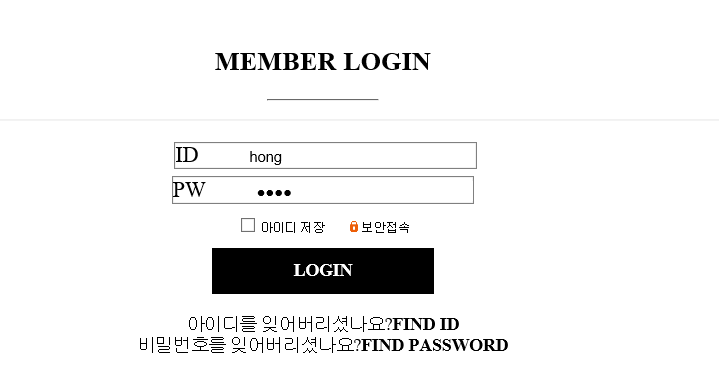 MEMBER LOGIN
ID hong
PW ●●●●
아이디 저장 보안접속
LOGIN
아이디를 잊어버리셨나요?FIND ID
비밀번호를 잊어버리셨나요?FIND PASSWORD